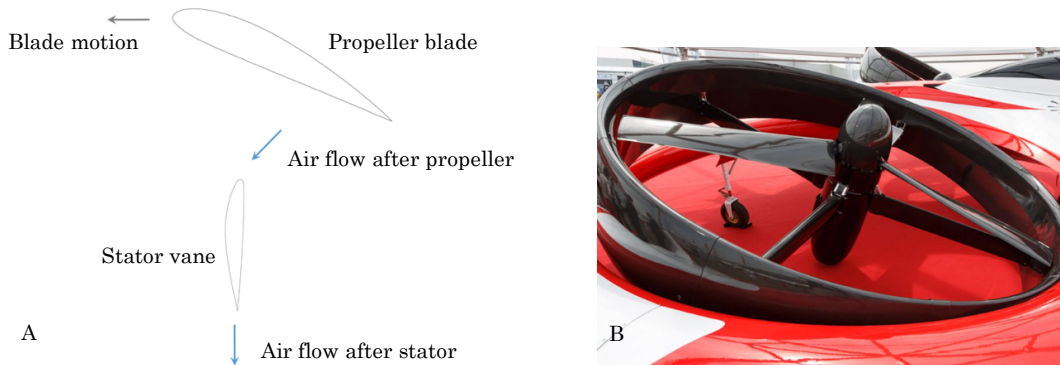 Blade motion
Propeller blade
Air flow after propeller
Stator vane
A
Air flow after stator
B